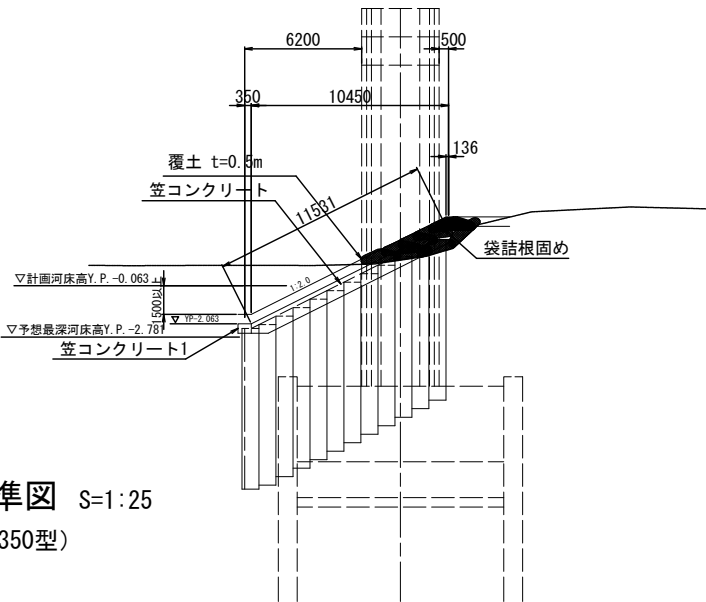 6200
500
350
10450
136
覆土 t=0.5m
笠コンクリート
11531
袋詰根固め
▽計画河床高Y.P.-0.063
1:2.0
1500以上
▽ YP-2.063
▽予想最深河床高Y.P.-2.781
笠コンクリート1
準図 S=1:25
350型）